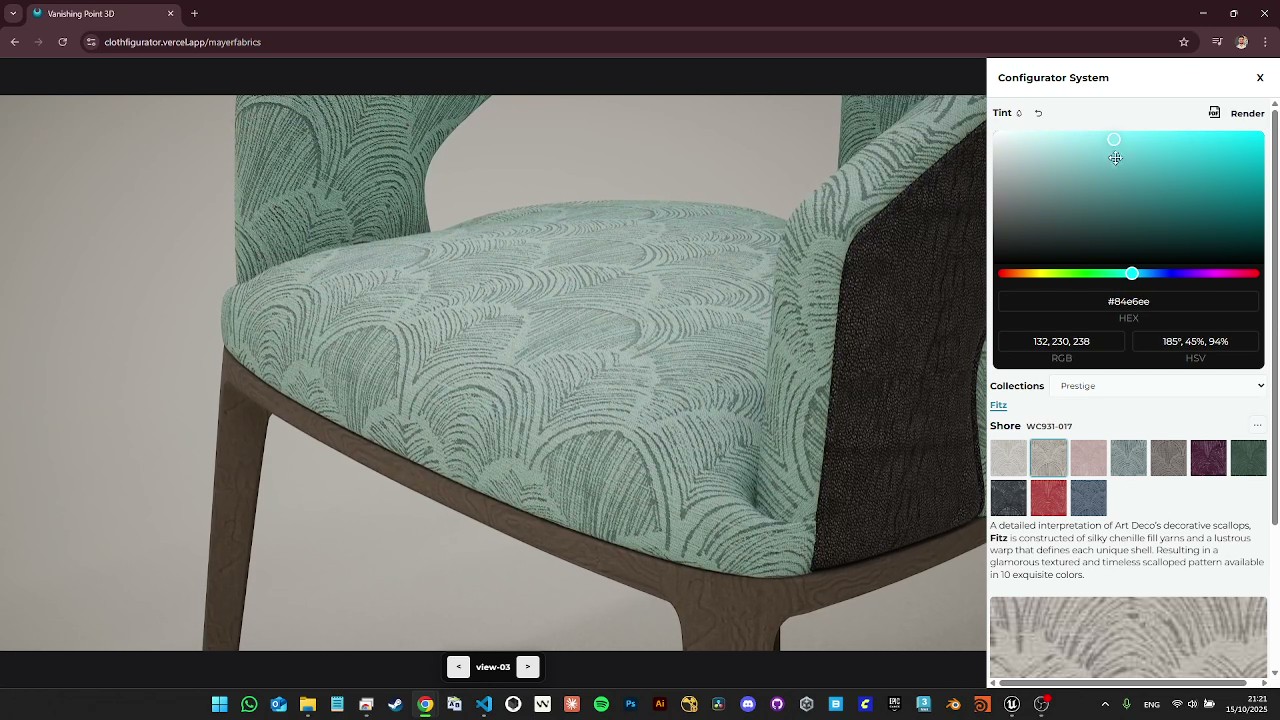 Vanishing Point 3D
clothfigurator.vercel.app/mayerfabrics
Configurator System X
Tint Render
PDF
#84e6ee
HEX
132, 230, 238 185°, 45%, 94%
RGB HSV
Collections Prestige
Fitz
Shore WC931-017 ...
A detailed interpretation of Art Deco's decorative scallops,
Fitz is constructed of silky chenille fill yarns and a lustrous
warp that defines each unique shell. Resulting in a
glamorous textured and timeless scalloped pattern available
in 10 exquisite colors.
< view-03 >
ENG
21:21
15/10/2025